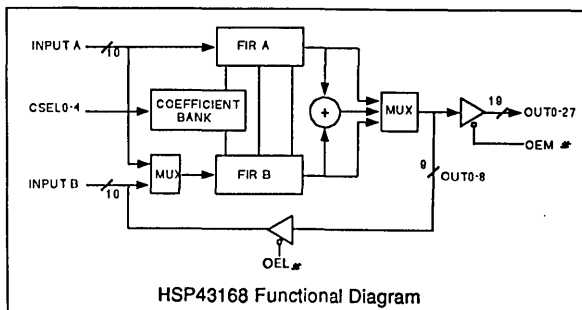 INPUT A
10
FIR A
CSEL0-4
COEFFICIENT
BANK
+
MUX
19
OUT0-27
OEM #
INPUT B
10
MUX
FIR B
9
OUT0-8
OEL #
HSP43168 Functional Diagram